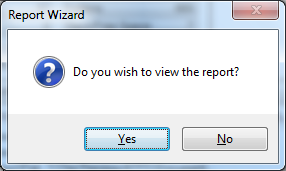 Report Wizard
Do you wish to view the report?
Yes
No